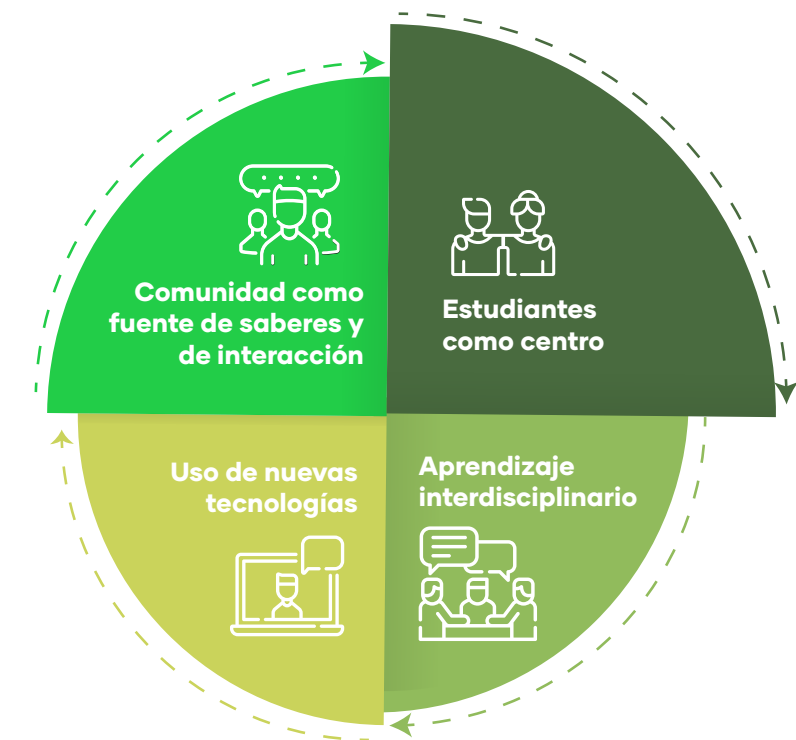 Comunidad como
fuente de saberes y
de interacción
Estudiantes
como centro
Uso de nuevas
tecnologías
Aprendizaje
interdisciplinario